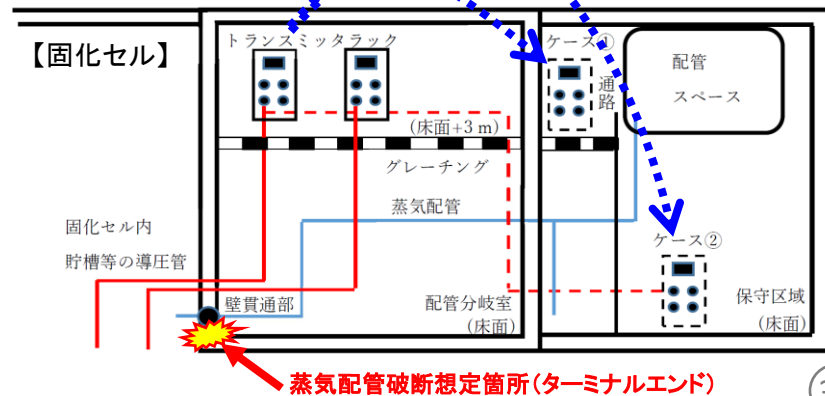 【固化セル】
トランスミッタラック
ケース①
通路
配管
スペース
(床面+3 m)
グレーチング
蒸気配管
固化セル内
貯槽等の導圧管
ケース②
壁貫通部
配管分岐室
(床面)
保守区域
(床面)
蒸気配管破断想定箇所(ターミナルエンド)